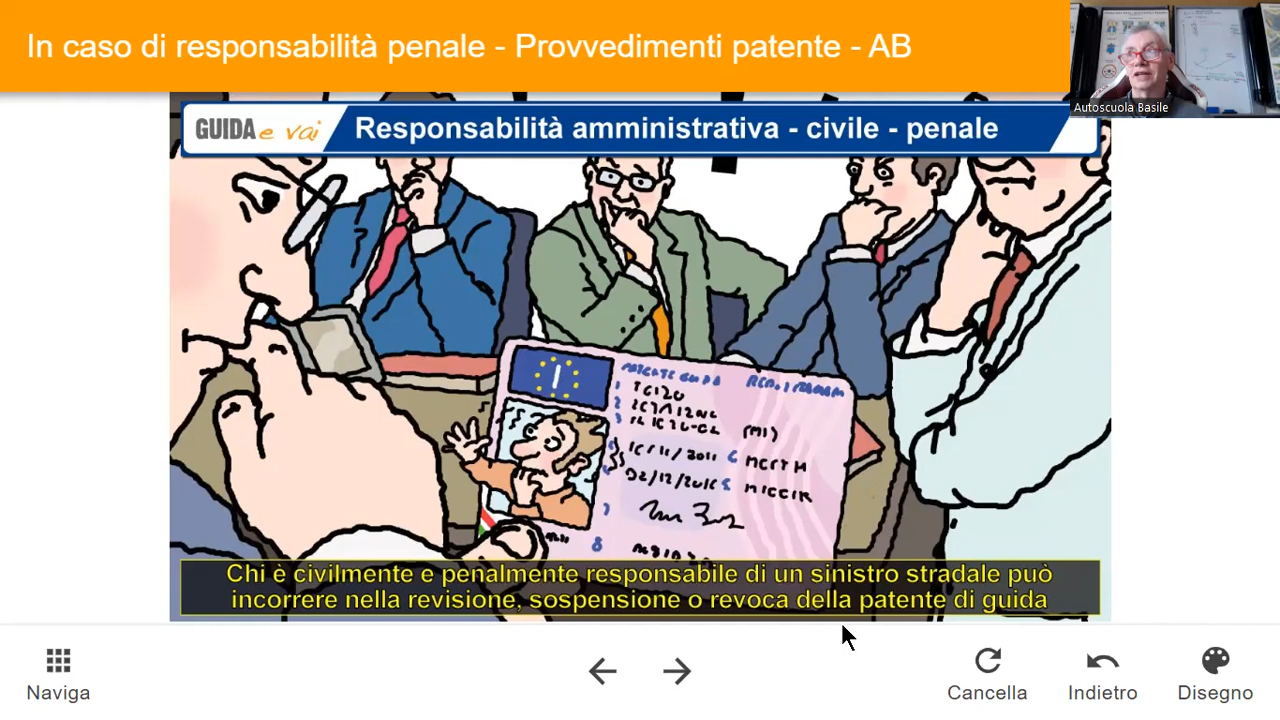 In caso di responsabilità penale - Provvedimenti patente - AB
Autoscuola Basile
GUIDA e vai
Responsabilità amministrativa - civile - penale
I
(MI)
Chi è civilmente e penalmente responsabile di un sinistro stradale può
incorrere nella revisione, sospensione o revoca della patente di guida
Naviga
Cancella
Indietro
Disegno